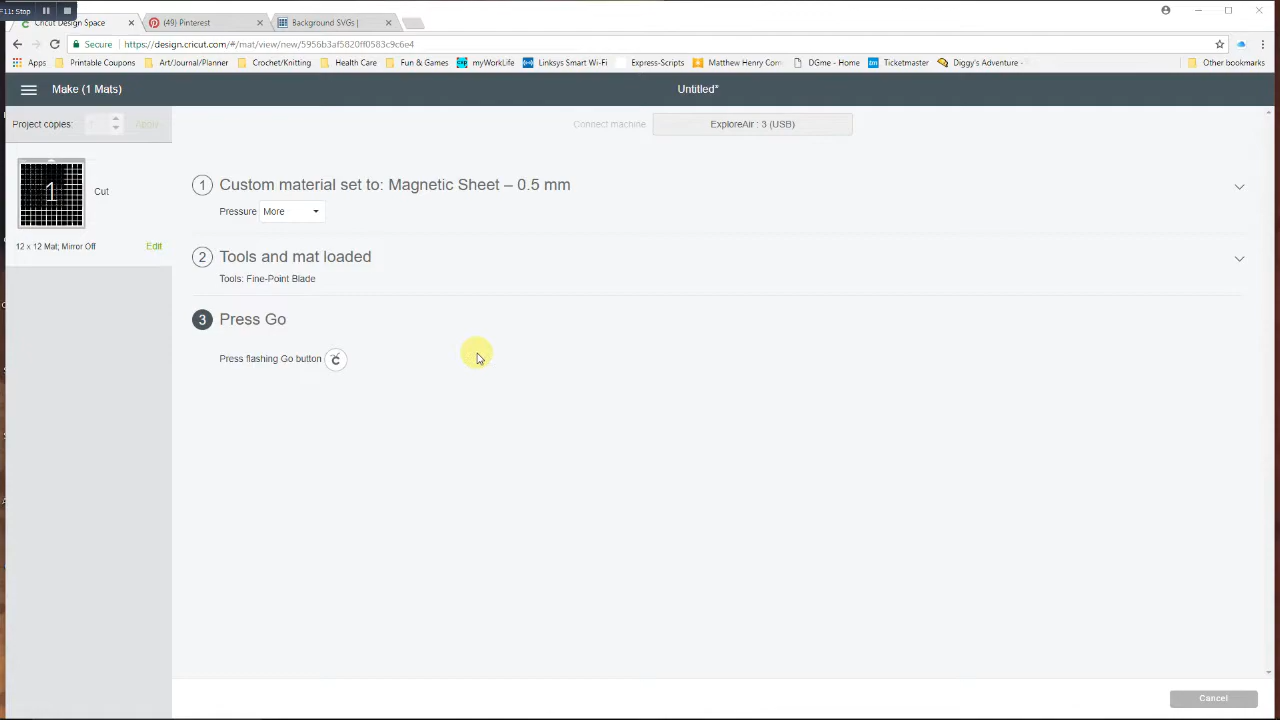 F11: Stop
Cricut Design Space
(49) Pinterest
Background SVGs |
Secure
https://design.cricut.com/#/mat/view/new/5956b3af5820ff0583c9c6e4
Apps
Printable Coupons
Art/Journal/Planner
Crochet/Knitting
Health Care
Fun & Games
myWorkLife
Linksys Smart Wi-Fi
Express-Scripts
Matthew Henry Com
DGme - Home
Ticketmaster
Diggy's Adventure -
Other bookmarks
Make (1 Mats)
Untitled*
Project copies:
1
Apply
Connect machine
ExploreAir : 3 (USB)
1
Cut
12 x 12 Mat; Mirror Off
Edit
1
Custom material set to: Magnetic Sheet – 0.5 mm
Pressure
More
2
Tools and mat loaded
Tools: Fine-Point Blade
3
Press Go
Press flashing Go button
Cancel